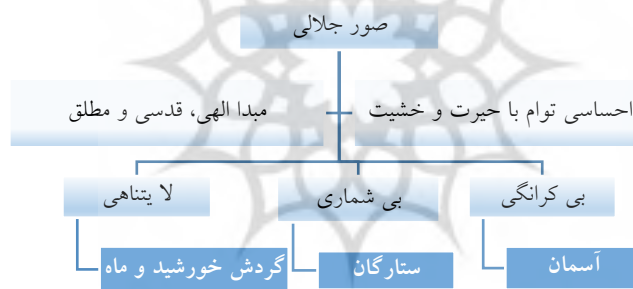 صور جلالی
احساسی توام با حیرت و خشیت
مبدا الهی، قدسی و مطلق
بی کرانگی
بی شماری
لا یتناهی
آسمان
ستارگان
گردش خورشید و ماه